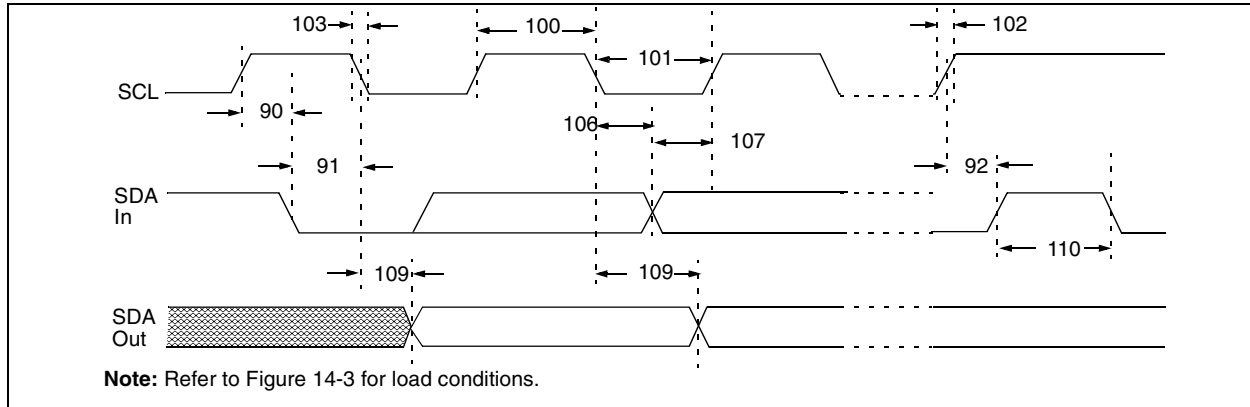 103
100
102
101
SCL
90
106
107
91
92
SDA
In
110
109
109
SDA
Out
Note: Refer to Figure 14-3 for load conditions.